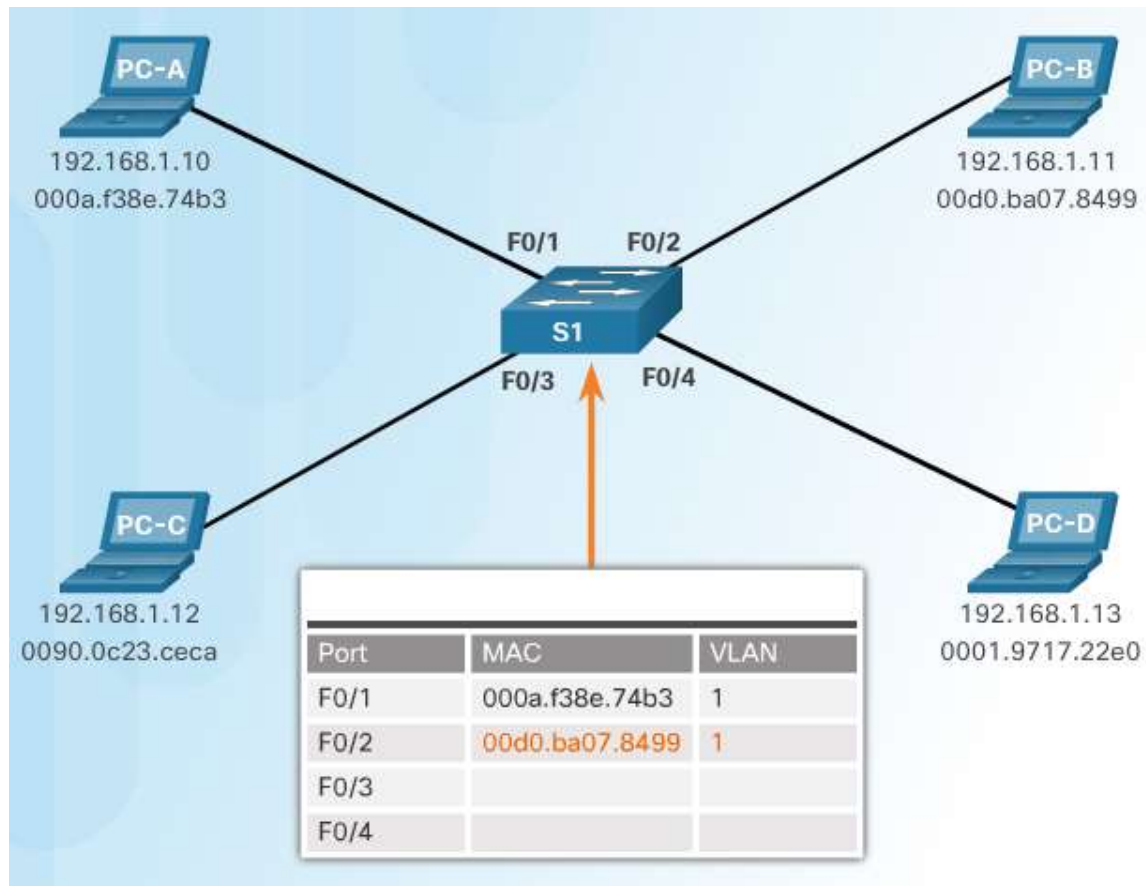 PC-A
192.168.1.10
000a.f38e.74b3
PC-B
192.168.1.11
00d0.ba07.8499
F0/1 F0/2
S1
F0/3 F0/4
PC-C
192.168.1.12
0090.0c23.ceca
PC-D
192.168.1.13
0001.9717.22e0
Port MAC VLAN
F0/1 000a.f38e.74b3 1
F0/2 00d0.ba07.8499 1
F0/3
F0/4